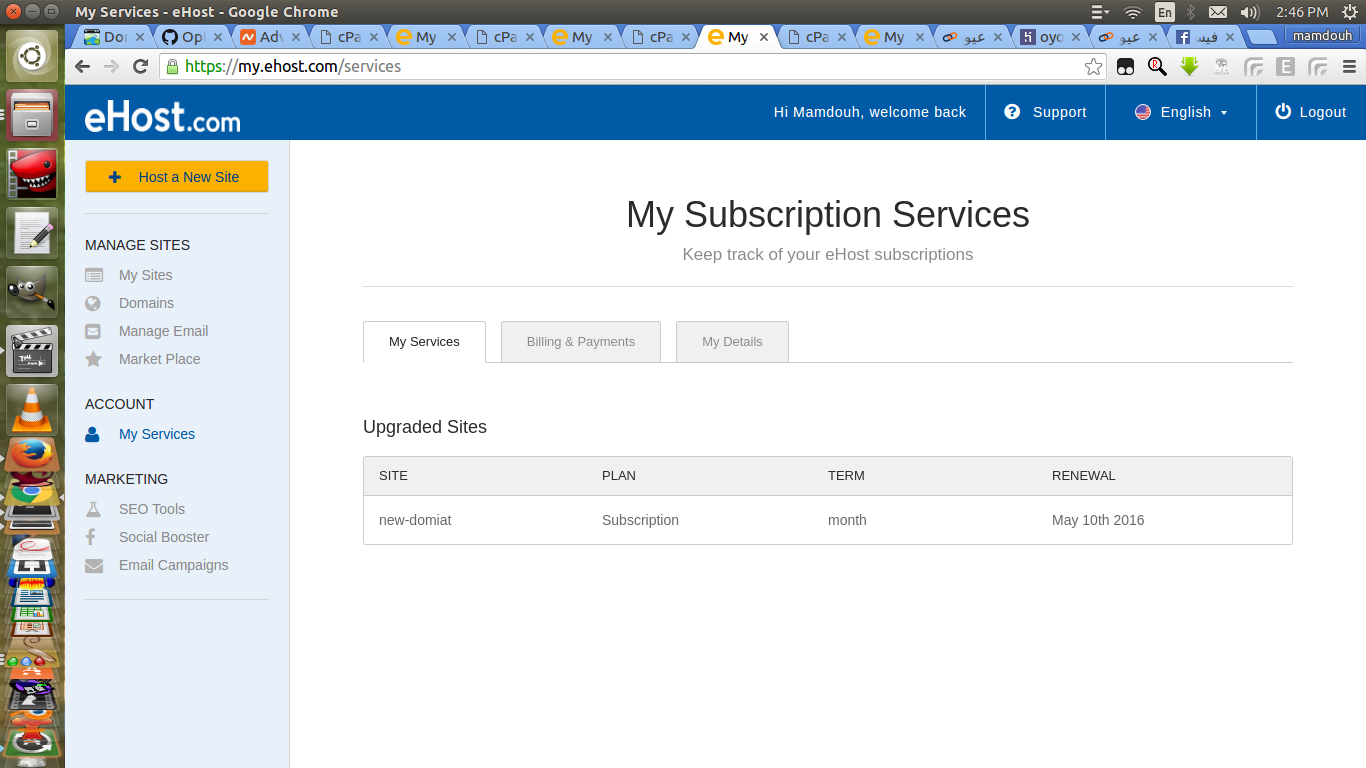 My Services - eHost - Google Chrome
En
2:46 PM
Dor
Opl
Adv
cPa
My
cPa
My
cPa
My
cPa
My
عيو
oyo
عيو
فيس
mamdouh
https://my.ehost.com/services
eHost.com
Hi Mamdouh, welcome back
Support
English
Logout
Host a New Site
MANAGE SITES
My Sites
Domains
Manage Email
Market Place
ACCOUNT
My Services
MARKETING
SEO Tools
Social Booster
Email Campaigns
My Subscription Services
Keep track of your eHost subscriptions
My Services
Billing & Payments
My Details
Upgraded Sites
SITE PLAN TERM RENEWAL
new-domiat Subscription month May 10th 2016